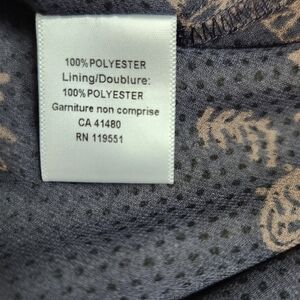 100%POLYESTER
Lining/Doublure:
100%POLYESTER
Garniture non comprise
CA 41480
RN 119551